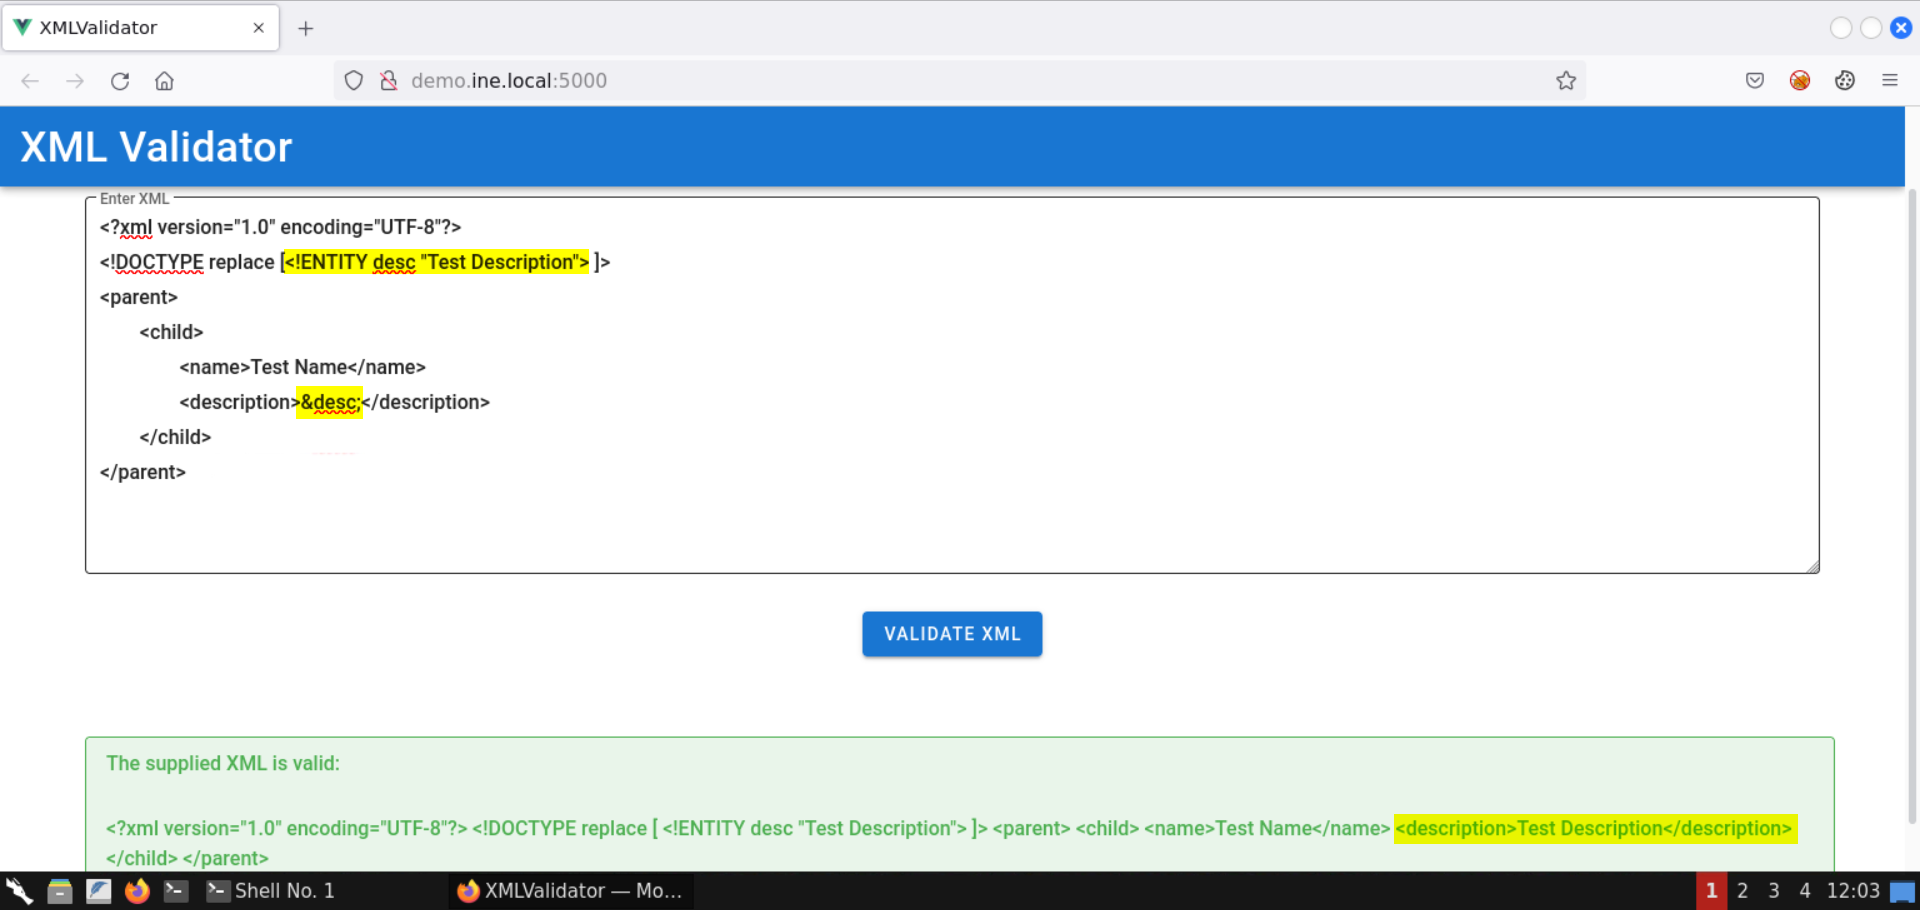 XMLValidator
demo.ine.local:5000
XML Validator
Enter XML
<?xml version="1.0" encoding="UTF-8"?>
<!DOCTYPE replace [<!ENTITY desc "Test Description"> ]>
<parent>
<child>
<name>Test Name</name>
<description>&desc;</description>
</child>
</parent>
VALIDATE XML
The supplied XML is valid:
<?xml version="1.0" encoding="UTF-8"?> <!DOCTYPE replace [ <!ENTITY desc "Test Description"> ]> <parent> <child> <name>Test Name</name> <description>Test Description</description>
</child> </parent>
Shell No. 1 XMLValidator — Mo... 1 2 3 4 12:03